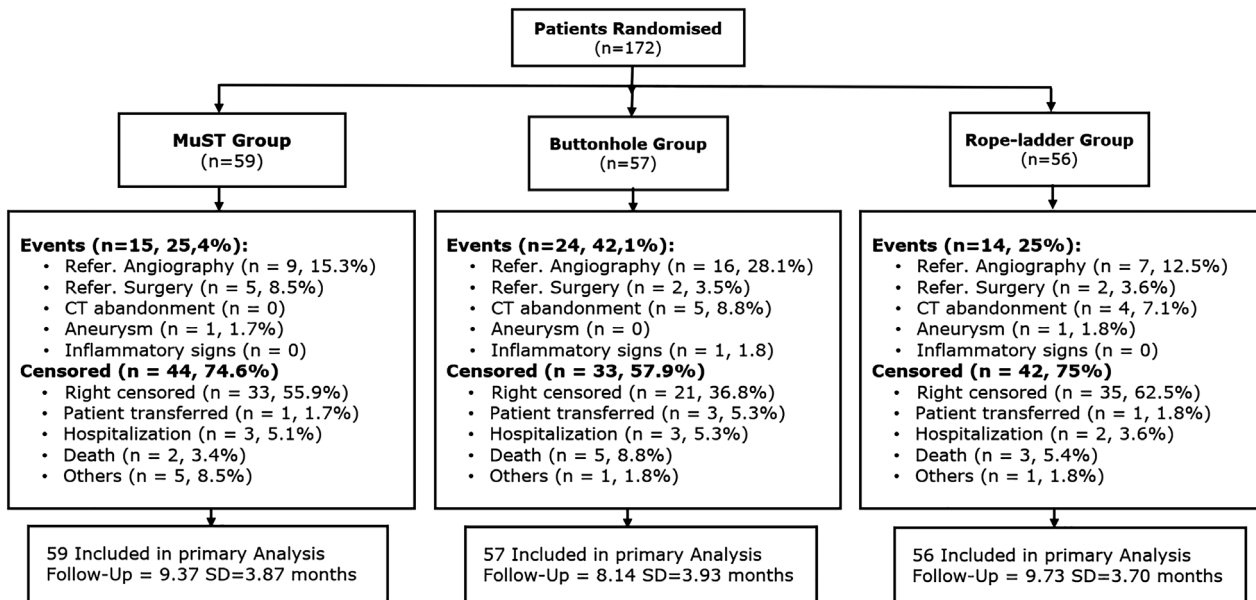 Patients Randomised
(n=172)
MuST Group
(n=59)
Buttonhole Group
(n=57)
Rope-ladder Group
(n=56)
Events (n=15, 25,4%):
• Refer. Angiography (n = 9, 15.3%)
• Refer. Surgery (n = 5, 8.5%)
• CT abandonment (n = 0)
• Aneurysm (n = 1, 1.7%)
• Inflammatory signs (n = 0)
Censored (n = 44, 74.6%)
• Right censored (n = 33, 55.9%)
• Patient transferred (n = 1, 1.7%)
• Hospitalization (n = 3, 5.1%)
• Death (n = 2, 3.4%)
• Others (n = 5, 8.5%)
Events (n=24, 42,1%):
• Refer. Angiography (n = 16, 28.1%)
• Refer. Surgery (n = 2, 3.5%)
• CT abandonment (n = 5, 8.8%)
• Aneurysm (n = 0)
• Inflammatory signs (n = 1, 1.8)
Censored (n = 33, 57.9%)
• Right censored (n = 21, 36.8%)
• Patient transferred (n = 3, 5.3%)
• Hospitalization (n = 3, 5.3%)
• Death (n = 5, 8.8%)
• Others (n = 1, 1.8%)
Events (n=14, 25%):
• Refer. Angiography (n = 7, 12.5%)
• Refer. Surgery (n = 2, 3.6%)
• CT abandonment (n = 4, 7.1%)
• Aneurysm (n = 1, 1.8%)
• Inflammatory signs (n = 0)
Censored (n = 42, 75%)
• Right censored (n = 35, 62.5%)
• Patient transferred (n = 1, 1.8%)
• Hospitalization (n = 2, 3.6%)
• Death (n = 3, 5.4%)
• Others (n = 1, 1.8%)
59 Included in primary Analysis
Follow-Up = 9.37 SD=3.87 months
57 Included in primary Analysis
Follow-Up = 8.14 SD=3.93 months
56 Included in primary Analysis
Follow-Up = 9.73 SD=3.70 months